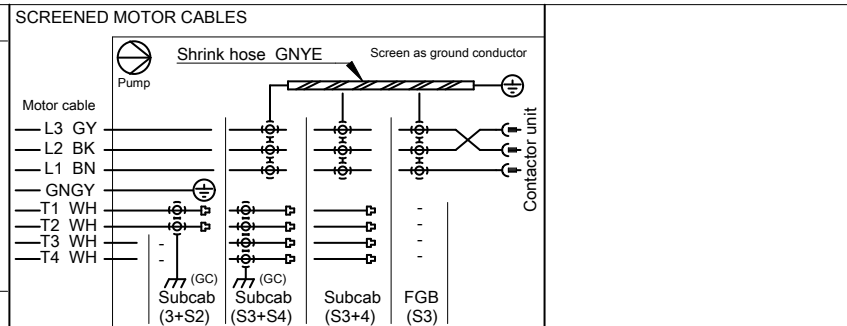 SCREENED MOTOR CABLES
Shrink hose GNYE
Screen as ground conductor
Pump
Motor cable
L3 GY
L2 BK
L1 BN
GNGY
T1 WH
T2 WH
T3 WH
T4 WH
-
-
-
-
-
-
Contactor unit
(GC)
(GC)
Subcab
(3+S2)
Subcab
(S3+S4)
Subcab
(S3+4)
FGB
(S3)